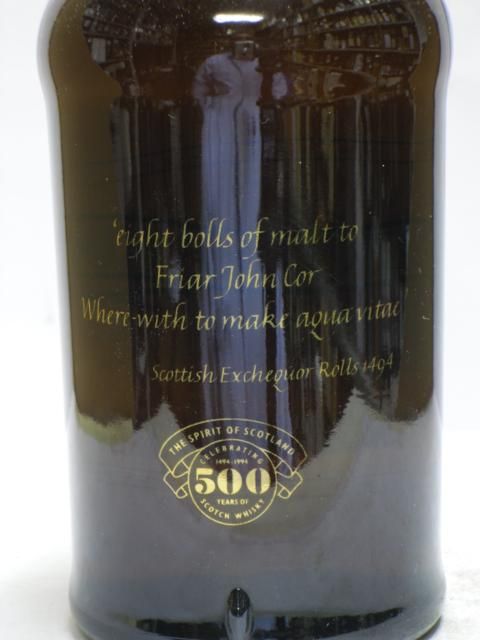 'eight bolls of malt to
Friar John Cor
Where-with to make aqua vitae'
Scottish Exchequor Rolls 1494
THE SPIRIT OF SCOTLAND
CELEBRATING
1494-1994
500
YEARS OF
SCOTCH WHISKY